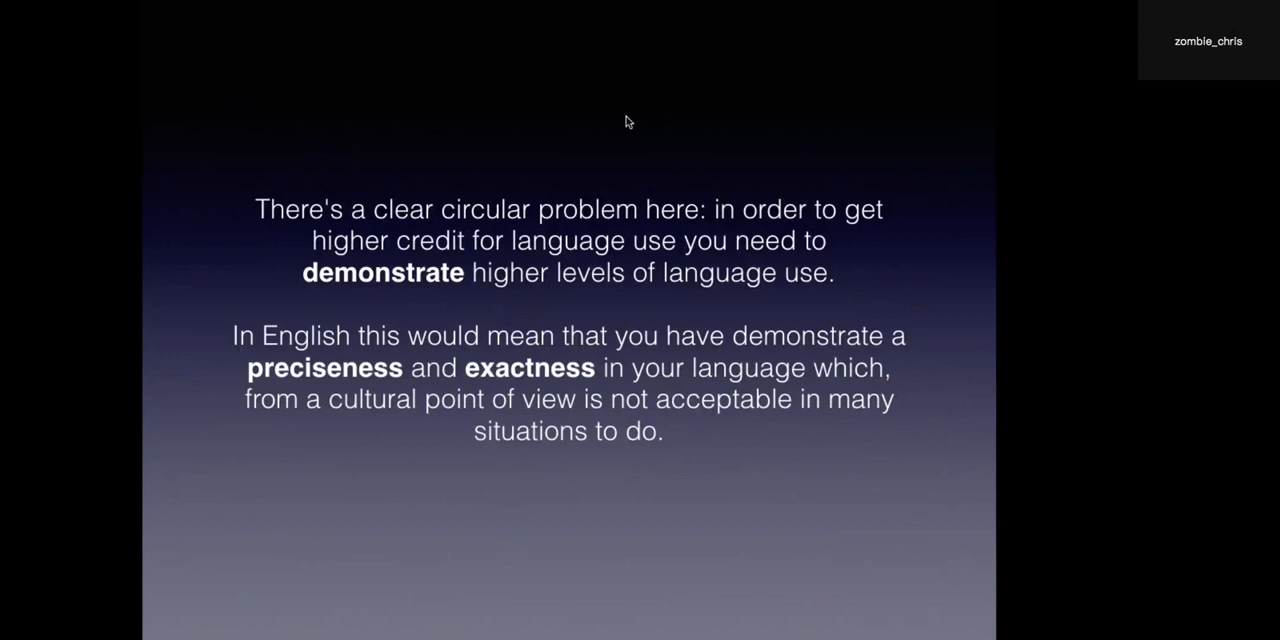 zombie_chris
There's a clear circular problem here: in order to get
higher credit for language use you need to
demonstrate higher levels of language use.
In English this would mean that you have demonstrate a
preciseness and exactness in your language which,
from a cultural point of view is not acceptable in many
situations to do.